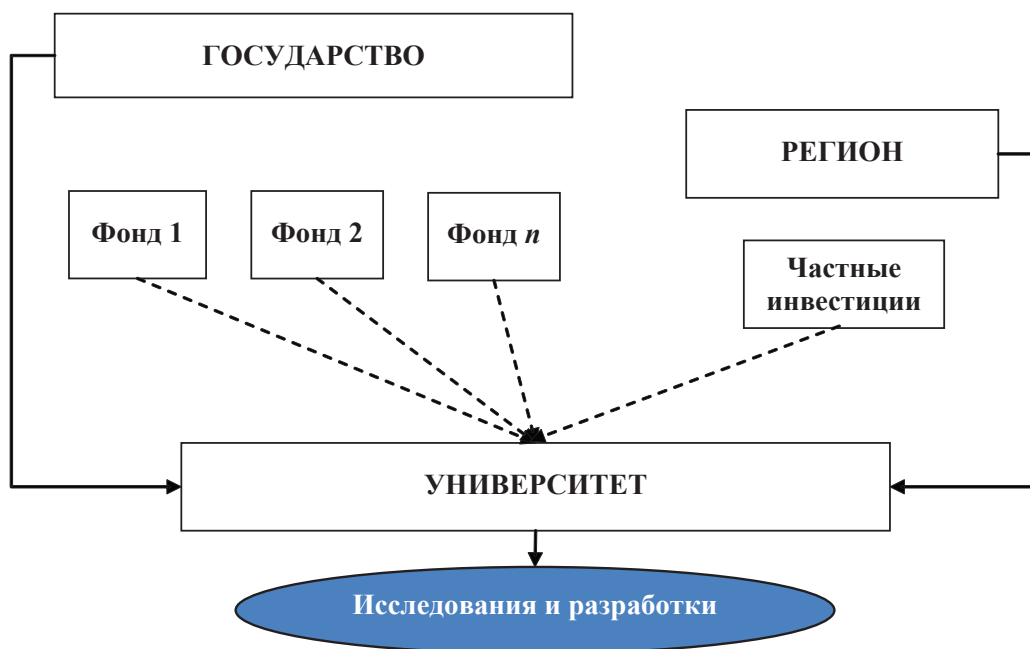 ГОСУДАРСТВО
РЕГИОН
Фонд 1
Фонд 2
Фонд n
Частные
инвестиции
УНИВЕРСИТЕТ
Исследования и разработки